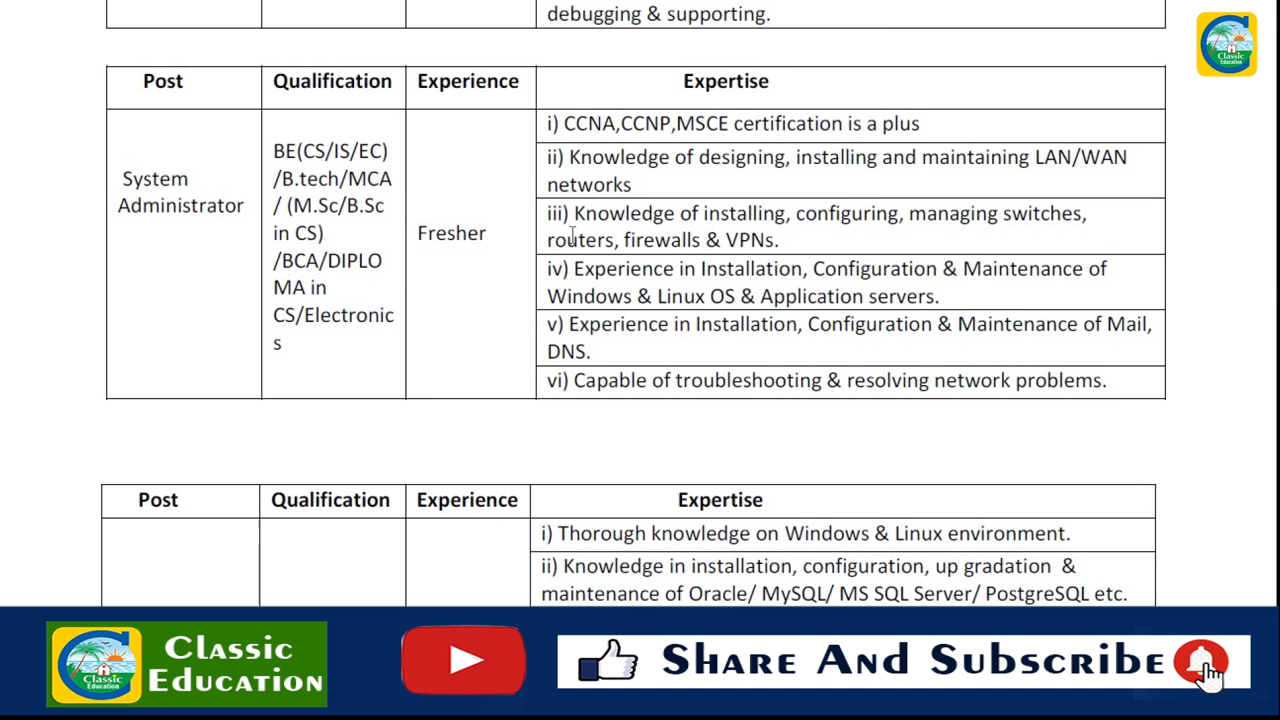 debugging & supporting.
Classic
Education
Post Qualification Experience Expertise
System
Administrator
BE(CS/IS/EC)
/B.tech/MCA
/ (M.Sc/B.Sc
in CS)
/BCA/DIPLO
MA in
CS/Electronic
s
Fresher
i) CCNA,CCNP,MSCE certification is a plus
ii) Knowledge of designing, installing and maintaining LAN/WAN
networks
iii) Knowledge of installing, configuring, managing switches,
routers, firewalls & VPNs.
iv) Experience in Installation, Configuration & Maintenance of
Windows & Linux OS & Application servers.
v) Experience in Installation, Configuration & Maintenance of Mail,
DNS.
vi) Capable of troubleshooting & resolving network problems.
Post Qualification Experience Expertise
i) Thorough knowledge on Windows & Linux environment.
ii) Knowledge in installation, configuration, up gradation &
maintenance of Oracle/ MySQL/ MS SQL Server/ PostgreSQL etc.
Classic
Education
Classic
Education
Share And Subscribe